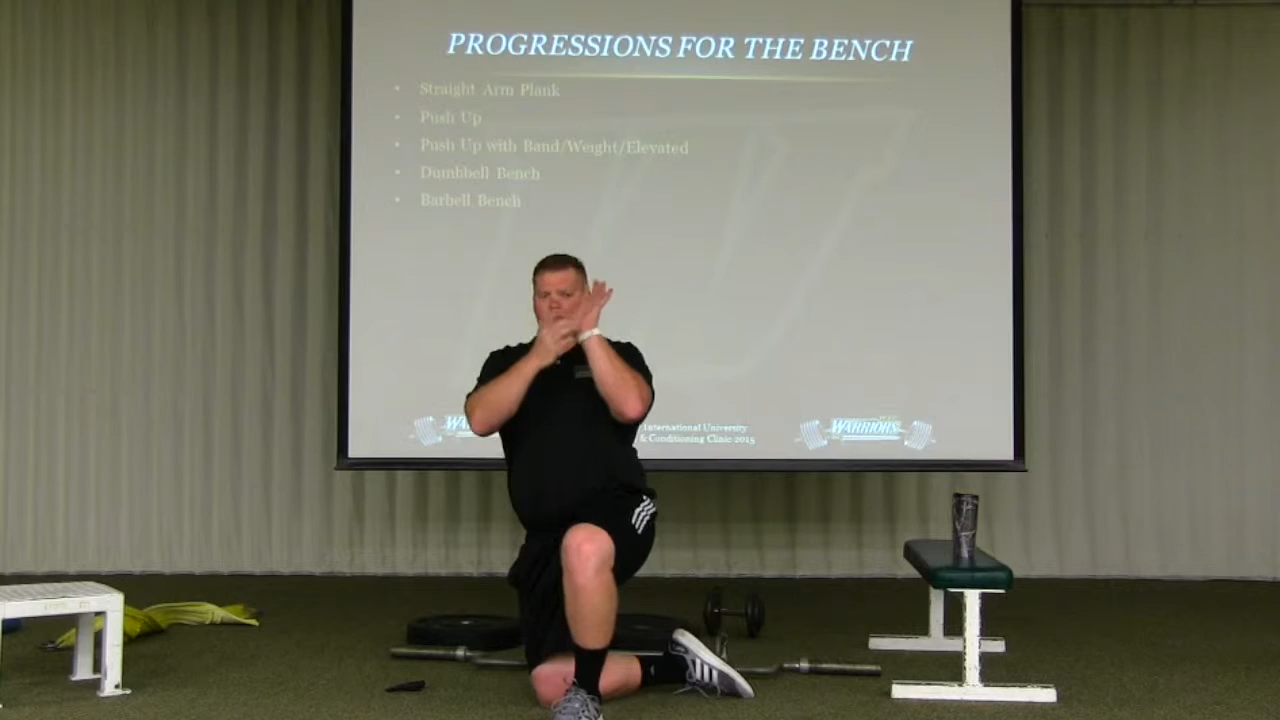 PROGRESSIONS FOR THE BENCH
• Straight Arm Plank
• Push Up
• Push Up with Band/Weight/Elevated
• Dumbbell Bench
• Barbell Bench
WA
International University
& Conditioning Clinic 2015
WARRIORS